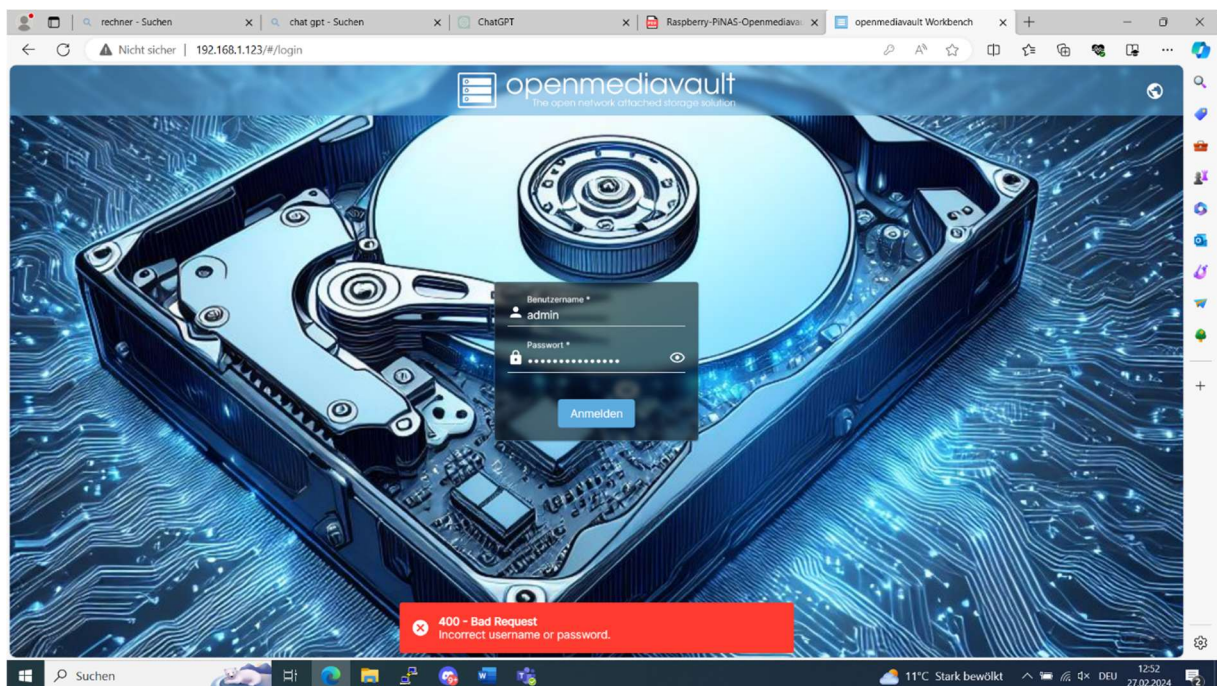 rechner - Suchen
chat gpt - Suchen
ChatGPT
Raspberry-PiNAS-Openmediavau
openmediavault Workbench
Nicht sicher
192.168.1.123/#/login
openmediavault
The open network attached storage solution
Benutzername *
admin
Passwort *
Anmelden
400 - Bad Request
Incorrect username or password.
Suchen
11°C Stark bewölkt
DEU
12:52
27.02.2024
2